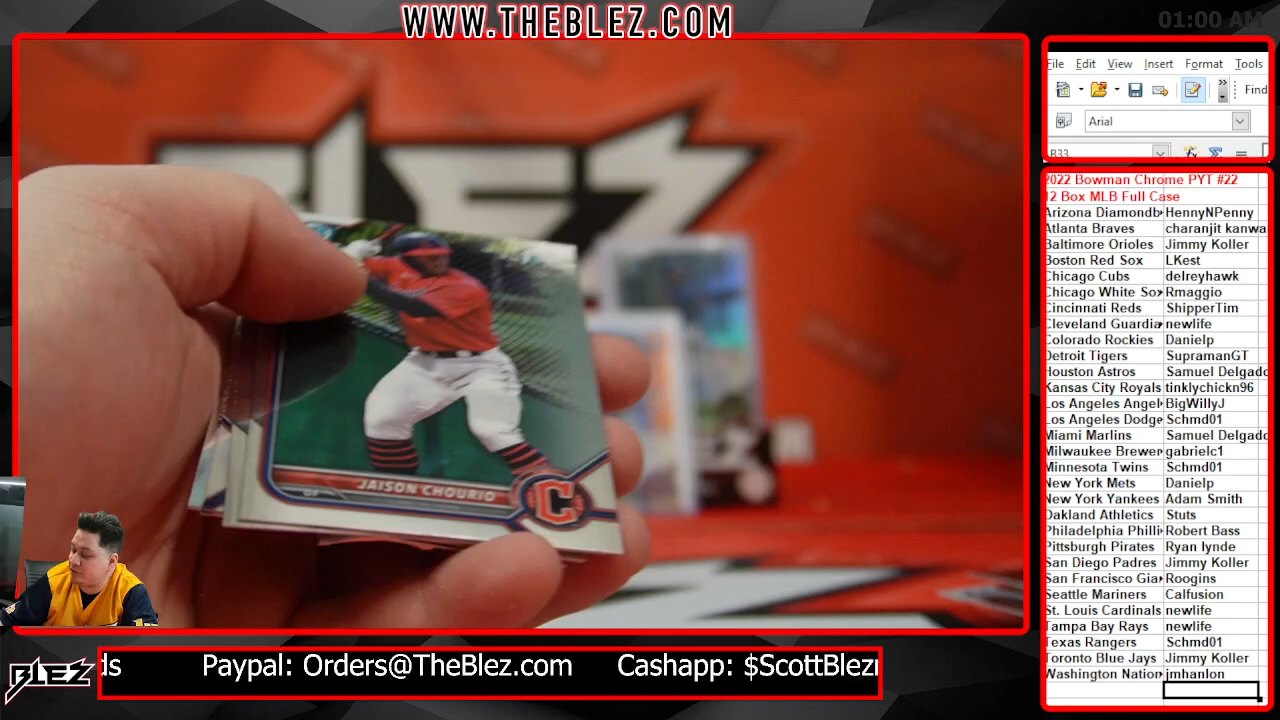 WWW.THEBLEZ.COM
01:00 AM
File Edit View Insert Format Tools
Find
Arial
B33
2022 Bowman Chrome PYT #22
12 Box MLB Full Case
Arizona Diamondb HennyNPenny
Atlanta Braves charanjit kanwa
Baltimore Orioles Jimmy Koller
Boston Red Sox LKest
Chicago Cubs delreyhawk
Chicago White Sox Rmaggio
Cincinnati Reds ShipperTim
Cleveland Guardia newlife
Colorado Rockies Danielp
Detroit Tigers SupramanGT
Houston Astros Samuel Delgado
Kansas City Royals tinklychickn96
Los Angeles Angel BigWillyJ
Los Angeles Dodge Schmd01
Miami Marlins Samuel Delgado
Milwaukee Brewer gabrielc1
Minnesota Twins Schmd01
New York Mets Danielp
New York Yankees Adam Smith
Oakland Athletics Stuts
Philadelphia Philli Robert Bass
Pittsburgh Pirates Ryan lynde
San Diego Padres Jimmy Koller
San Francisco Gia Roogins
Seattle Mariners Calfusion
St. Louis Cardinals newlife
Tampa Bay Rays newlife
Texas Rangers Schmd01
Toronto Blue Jays Jimmy Koller
Washington Nation jmhanlon
BLEZ
JAISON CHOURIO
OF
C
BLEZ
ds Paypal: Orders@TheBlez.com Cashapp: $ScottBlez